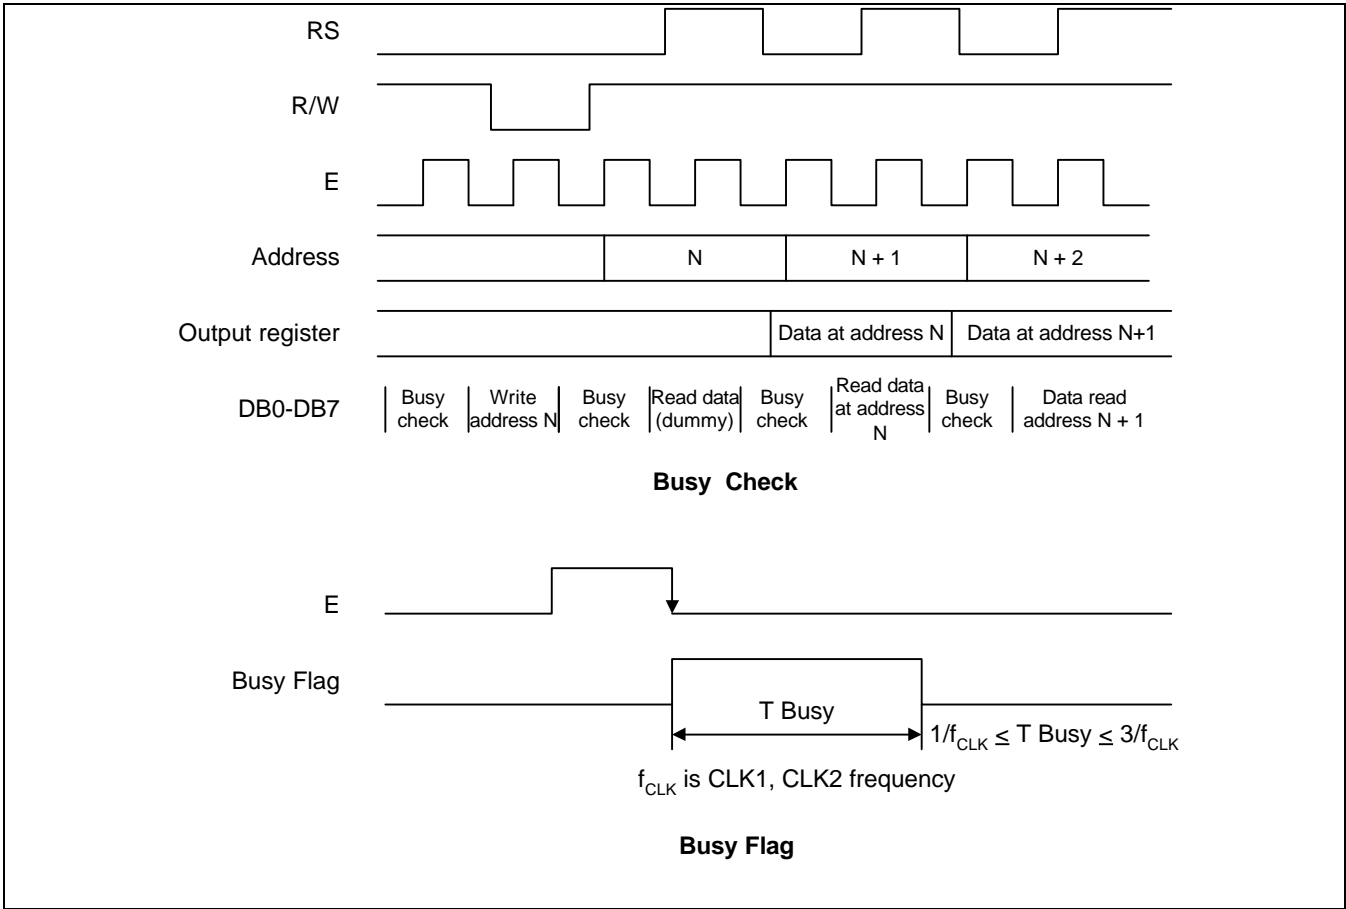 RS
R/W
E
Address
N
N + 1
N + 2
Output register
Data at address N
Data at address N+1
DB0-DB7
Busy
check
Write
address N
Busy
check
Read data
(dummy)
Busy
check
Read data
at address
N
Busy
check
Data read
address N + 1
Busy Check
E
Busy Flag
T Busy
1/fCLK ≤ T Busy ≤ 3/fCLK
fCLK is CLK1, CLK2 frequency
Busy Flag